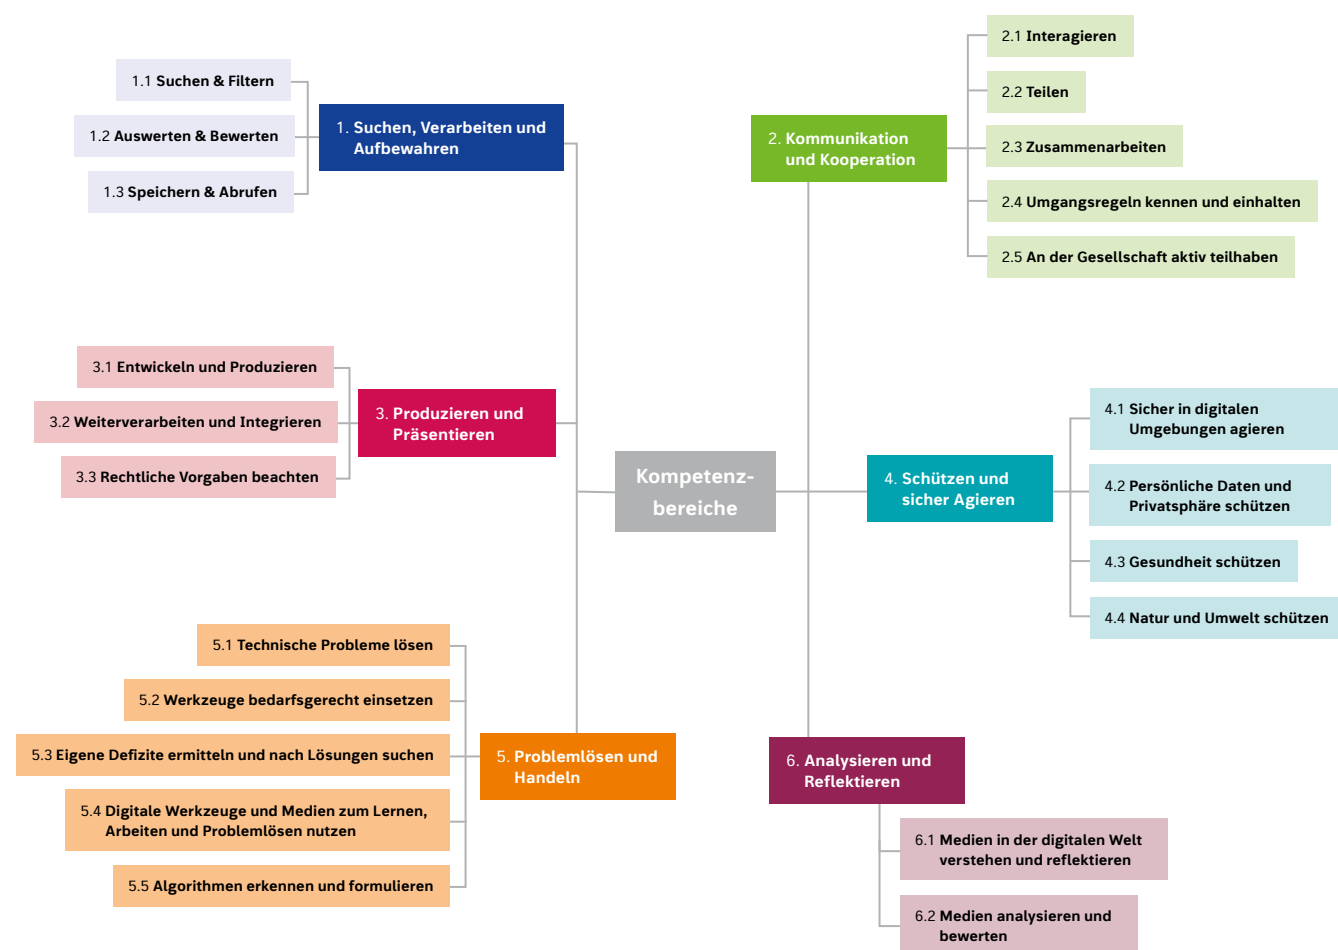 Kompetenz-
bereiche
1. Suchen, Verarbeiten und
Aufbewahren
1.1 Suchen & Filtern
1.2 Auswerten & Bewerten
1.3 Speichern & Abrufen
2. Kommunikation
und Kooperation
2.1 Interagieren
2.2 Teilen
2.3 Zusammenarbeiten
2.4 Umgangsregeln kennen und einhalten
2.5 An der Gesellschaft aktiv teilhaben
3. Produzieren und
Präsentieren
3.1 Entwickeln und Produzieren
3.2 Weiterverarbeiten und Integrieren
3.3 Rechtliche Vorgaben beachten
4. Schützen und
sicher Agieren
4.1 Sicher in digitalen
Umgebungen agieren
4.2 Persönliche Daten und
Privatsphäre schützen
4.3 Gesundheit schützen
4.4 Natur und Umwelt schützen
5. Problemlösen und
Handeln
5.1 Technische Probleme lösen
5.2 Werkzeuge bedarfsgerecht einsetzen
5.3 Eigene Defizite ermitteln und nach Lösungen suchen
5.4 Digitale Werkzeuge und Medien zum Lernen,
Arbeiten und Problemlösen nutzen
5.5 Algorithmen erkennen und formulieren
6. Analysieren und
Reflektieren
6.1 Medien in der digitalen Welt
verstehen und reflektieren
6.2 Medien analysieren und
bewerten